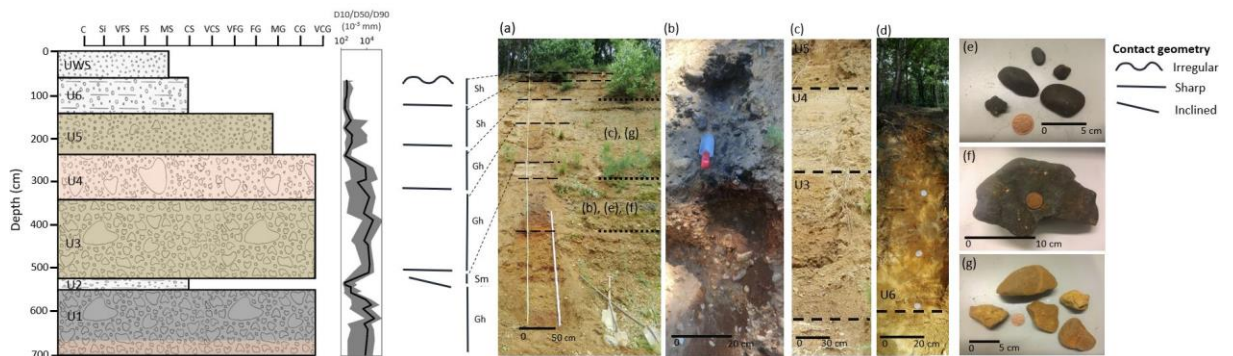 C SI VFS FS MS CS VCS VFG FG MG CG VCG
Depth (cm)
0
100
200
300
400
500
600
700
UWS
U6
U5
U4
U3
U2
U1
D10/D50/D90
(10⁻³ mm)
10² 10⁴
Sh
Sh
Gh
Gh
Sm
Gh
(a)
(c), (g)
(b), (e), (f)
0 50 cm
(b)
0 20 cm
(c)
U5
U4
U3
0 30 cm
(d)
U6
0 20 cm
(e)
0 5 cm
(f)
0 10 cm
(g)
0 5 cm
Contact geometry
Irregular
Sharp
Inclined